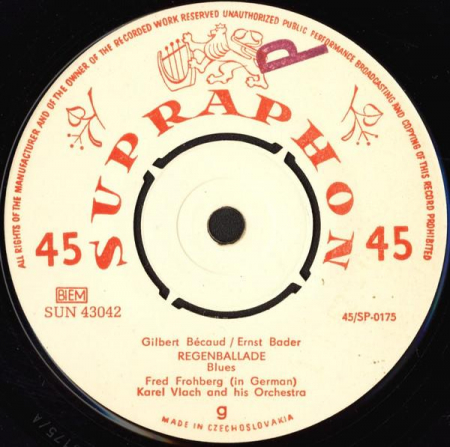 ALL RIGHTS OF THE MANUFACTURER AND OF THE OWNER OF THE RECORDED WORK RESERVED UNAUTHORIZED PUBLIC PERFORMANCE BROADCASTING AND COPYING OF THIS RECORD PROHIBITED
P
SUPRAPHON
45 45
BIEM
SUN 43042
45/SP-0175
Gilbert Bécaud / Ernst Bader
REGENBALLADE
Blues
Fred Frohberg (in German)
Karel Vlach and his Orchestra
g
MADE IN CZECHOSLOVAKIA